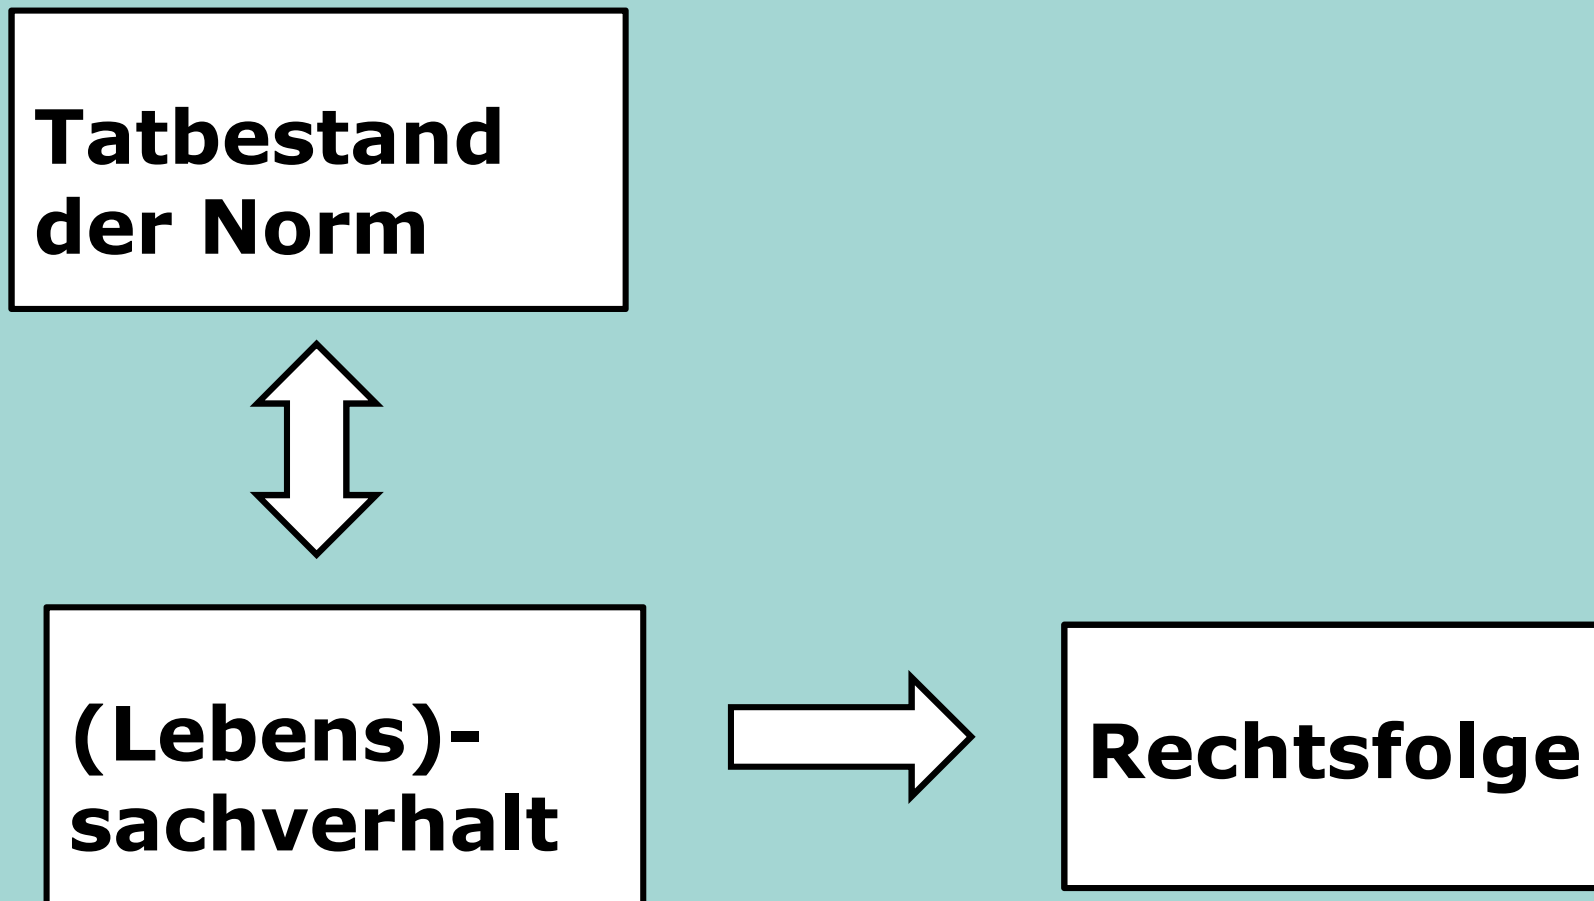 Tatbestand
der Norm
(Lebens)-
sachverhalt
Rechtsfolge